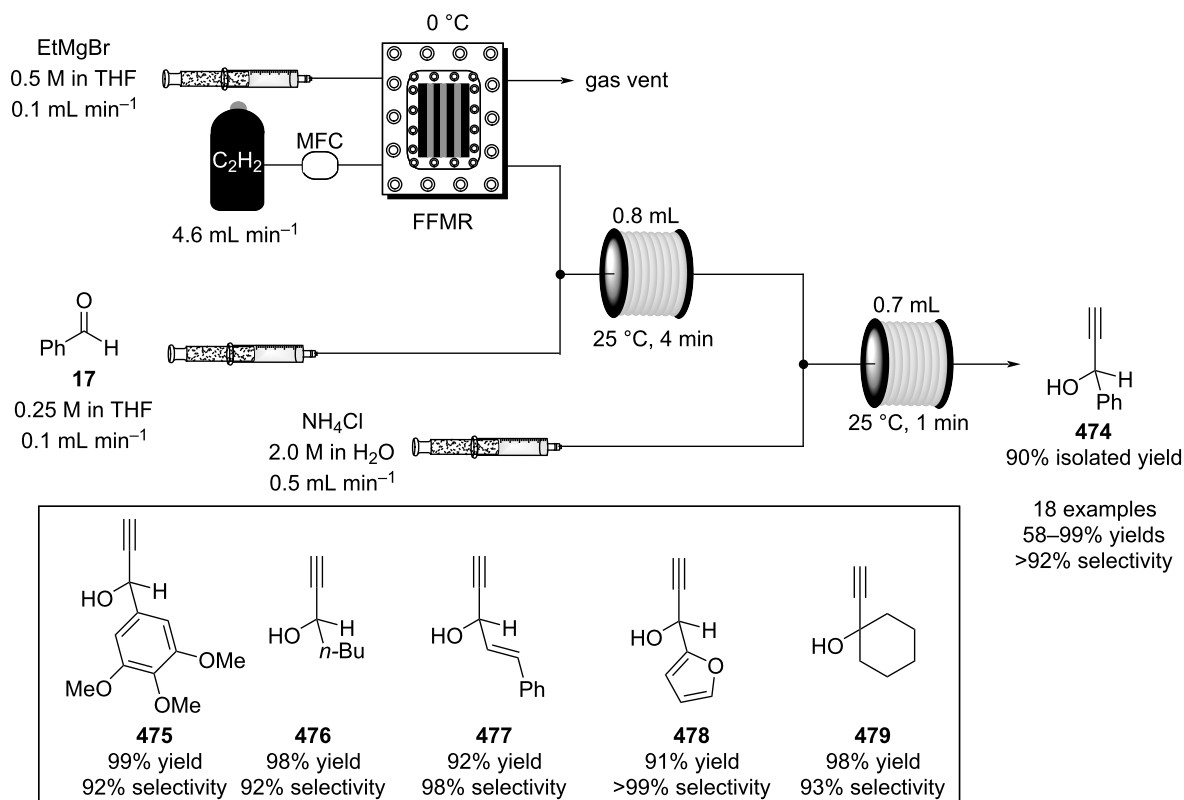 0 °C
EtMgBr
0.5 M in THF
0.1 mL min–1
gas vent
C2H2
MFC
4.6 mL min–1
FFMR
0.8 mL
25 °C, 4 min
O
Ph
H
17
0.25 M in THF
0.1 mL min–1
NH4Cl
2.0 M in H2O
0.5 mL min–1
0.7 mL
25 °C, 1 min
HO
H
Ph
474
90% isolated yield
18 examples
58–99% yields
>92% selectivity
HO
H
OMe
MeO
OMe
475
99% yield
92% selectivity
HO
H
n-Bu
476
98% yield
92% selectivity
HO
H
Ph
477
92% yield
98% selectivity
HO
H
O
478
91% yield
>99% selectivity
HO
479
98% yield
93% selectivity